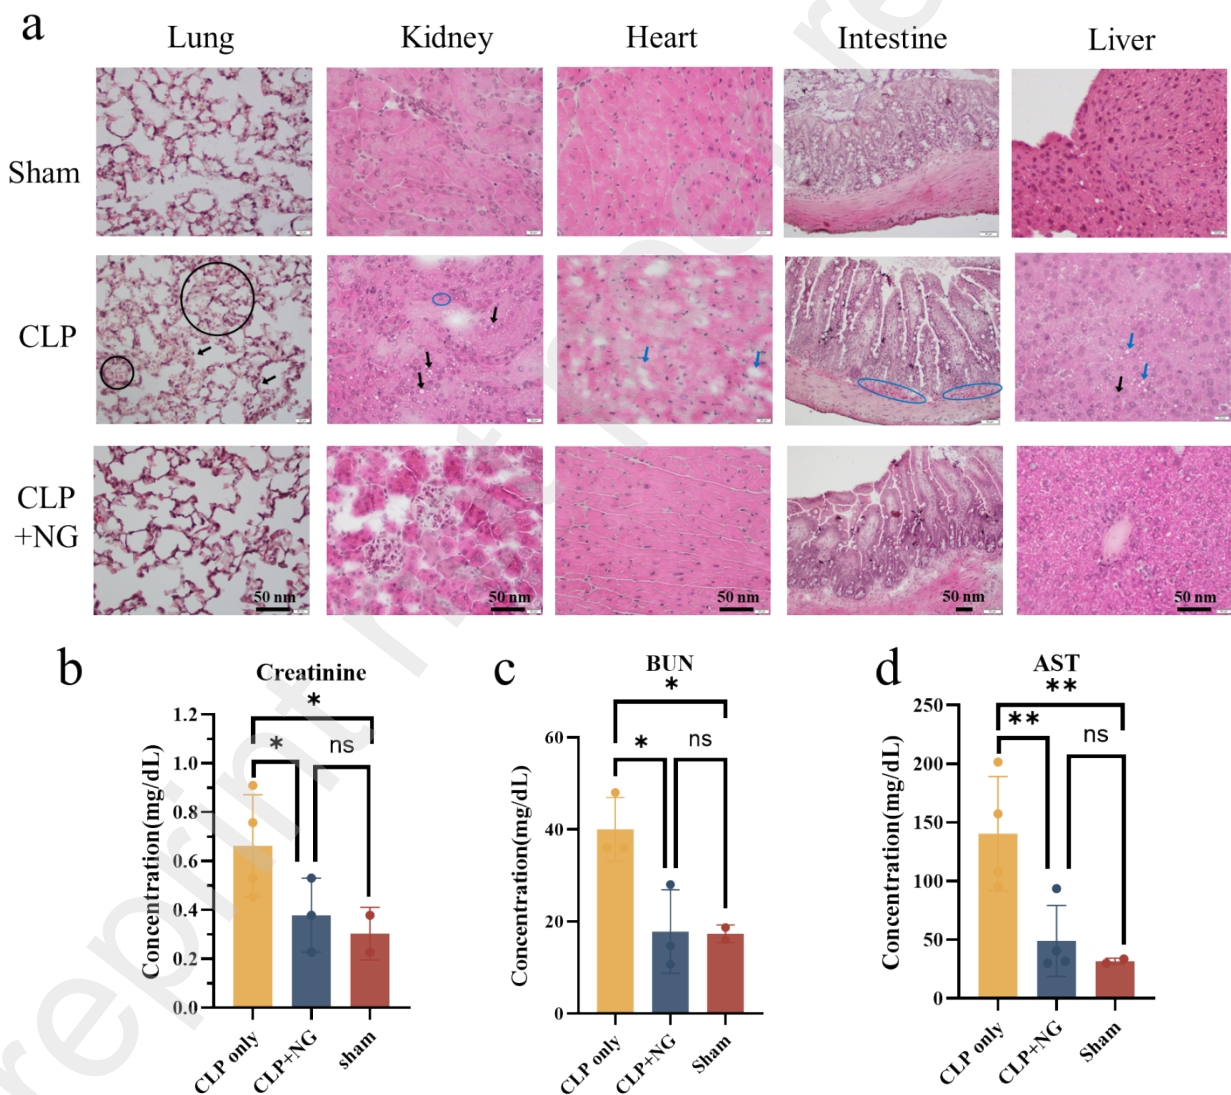 a
Lung Kidney Heart Intestine Liver
Sham
CLP
CLP
+NG
50 nm 50 nm 50 nm 50 nm 50 nm
b
Creatinine
*
*
ns
Concentration(mg/dL)
1.2
1.0
0.8
0.6
0.4
0.2
0.0
CLP only CLP+NG sham
c
BUN
*
*
ns
Concentration(mg/dL)
60
40
20
0
CLP only CLP+NG Sham
d
AST
**
**
ns
Concentration(mg/dL)
250
200
150
100
50
0
CLP only CLP+NG Sham